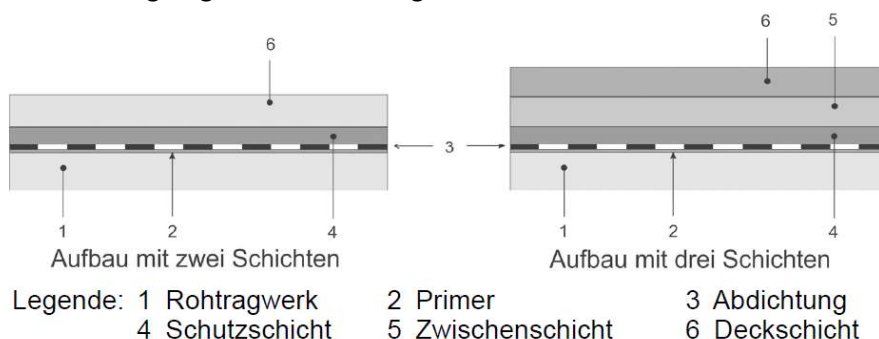 6
6
5
3
1
2
4
1
2
4
Aufbau mit zwei Schichten
Aufbau mit drei Schichten
Legende: 1 Rohtragwerk 2 Primer 3 Abdichtung
4 Schutzschicht 5 Zwischenschicht 6 Deckschicht